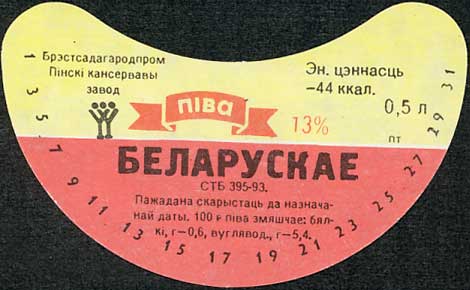 Брэстсадагародпром
Пінскі кансервавы
завод
Эн. цэннасць
–44 ккал.
0,5 л
піва
13%
пт
БЕЛАРУСКАЕ
СТБ 395-93.
Пажадана скарыстаць да назнача-
най даты. 100 г піва змяшчае: бял-
кі, г—0,6, вуглявод., г—5,4.
1 3 5 7 9 11 13 15 17 19 21 23 25 27 29 31